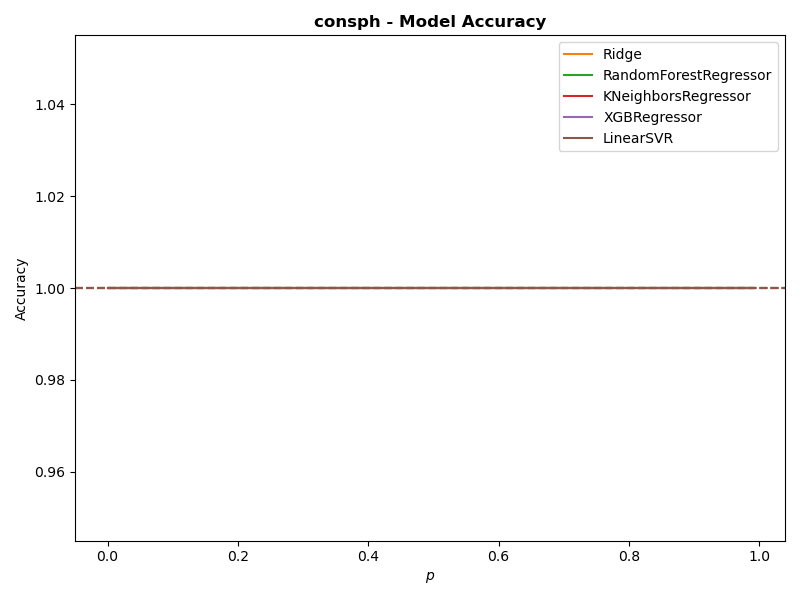 consph - Model Accuracy
Ridge
RandomForestRegressor
KNeighborsRegressor
XGBRegressor
LinearSVR
Accuracy
1.04
1.02
1.00
0.98
0.96
0.0 0.2 0.4 0.6 0.8 1.0
p